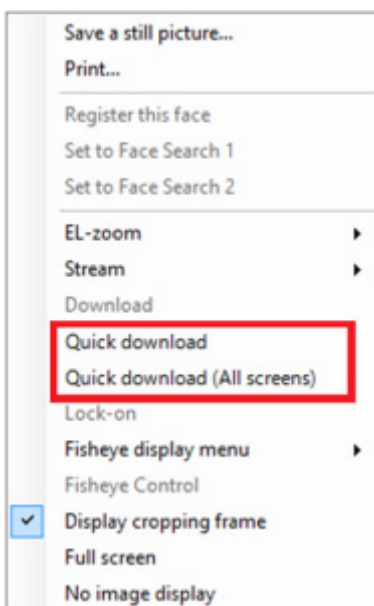 Save a still picture...
Print...
Register this face
Set to Face Search 1
Set to Face Search 2
EL-zoom
Stream
Download
Quick download
Quick download (All screens)
Lock-on
Fisheye display menu
Fisheye Control
Display cropping frame
Full screen
No image display